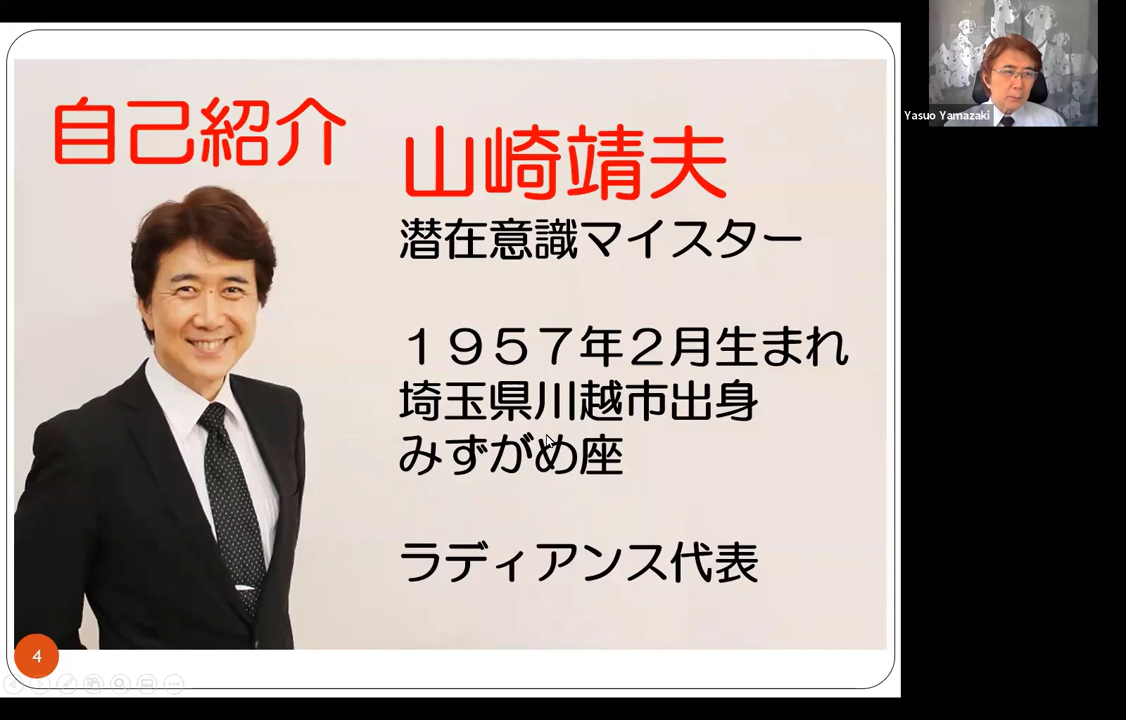 自己紹介
山崎靖夫
潜在意識マイスター
１９５７年２月生まれ
埼玉県川越市出身
みずがめ座
ラディアンス代表
4
Yasuo Yamazaki